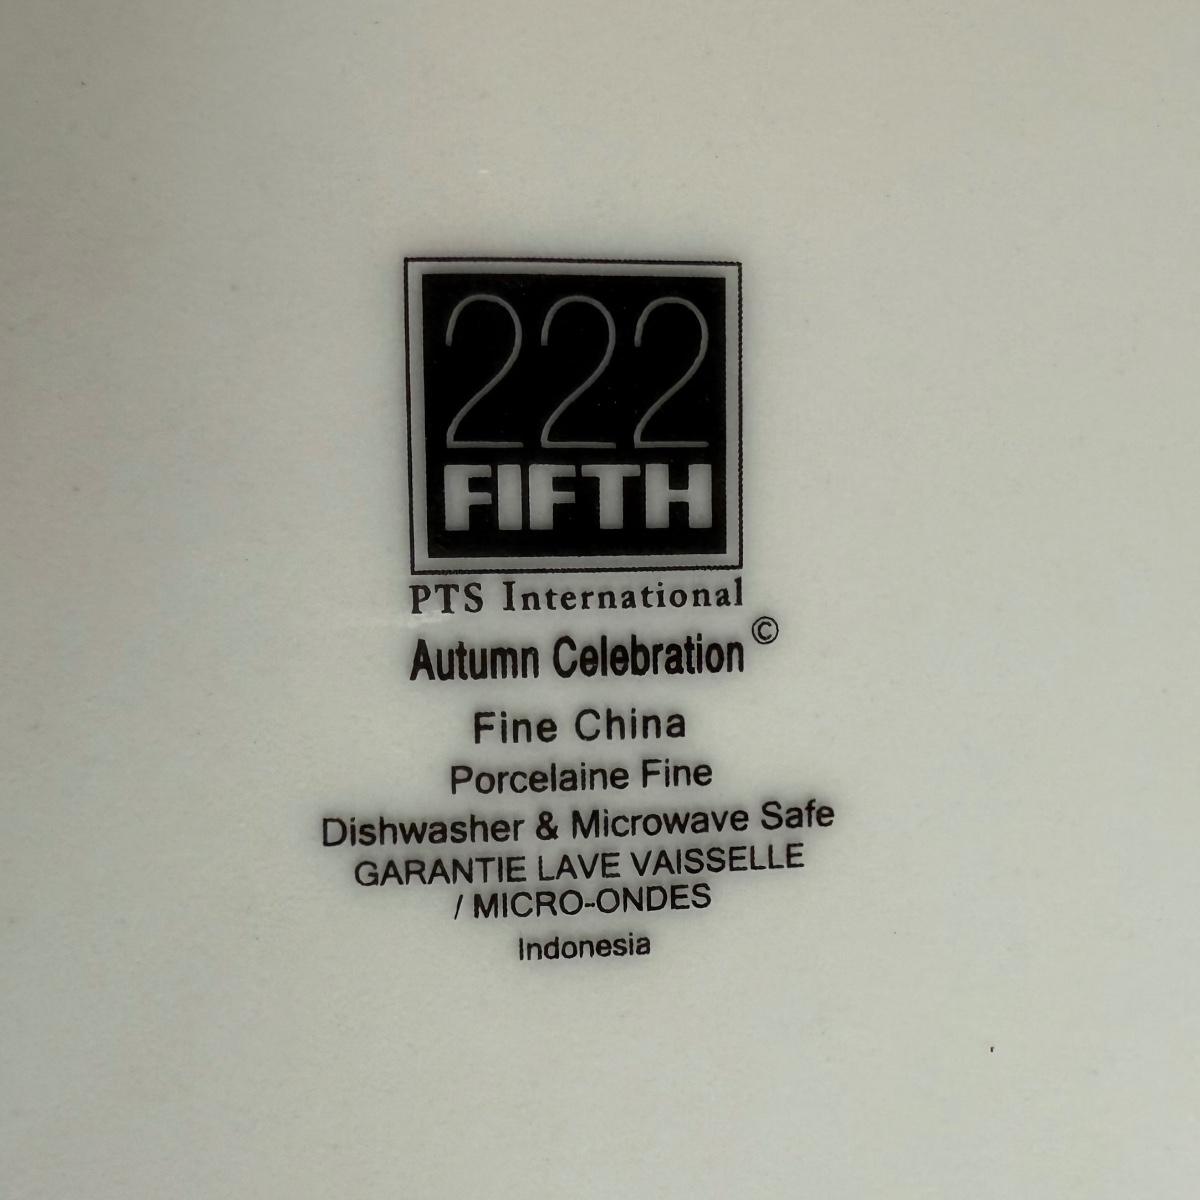 222
FIFTH
PTS International
Autumn Celebration ©
Fine China
Porcelaine Fine
Dishwasher & Microwave Safe
GARANTIE LAVE VAISSELLE
/ MICRO-ONDES
Indonesia